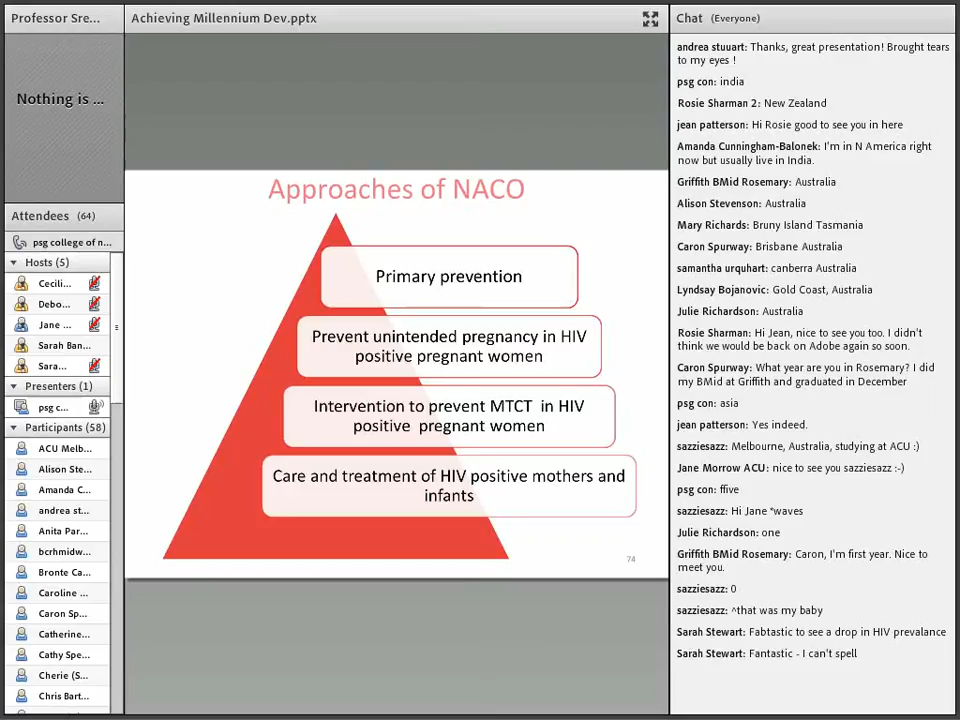 Professor Sre...
Nothing is ...
Attendees (64)
psg college of n...
Hosts (5)
Cecili...
Debo...
Jane ...
Sarah Ban...
Sara...
Presenters (1)
psg c...
Participants (58)
ACU Melb...
Alison Ste...
Amanda C...
andrea st...
Anita Par...
bcrhmidw...
Bronte Ca...
Caroline ...
Caron Sp...
Catherine...
Cathy Spe...
Cherie (S...
Chris Bart...
Achieving Millennium Dev.pptx
Approaches of NACO
Primary prevention
Prevent unintended pregnancy in HIV
positive pregnant women
Intervention to prevent MTCT in HIV
positive pregnant women
Care and treatment of HIV positive mothers and
infants
74
Chat (Everyone)
andrea stuuart: Thanks, great presentation! Brought tears
to my eyes !
psg con: india
Rosie Sharman 2: New Zealand
jean patterson: Hi Rosie good to see you in here
Amanda Cunningham-Balonek: I'm in N America right
now but usually live in India.
Griffith BMid Rosemary: Australia
Alison Stevenson: Australia
Mary Richards: Bruny Island Tasmania
Caron Spurway: Brisbane Australia
samantha urquhart: canberra Australia
Lyndsay Bojanovic: Gold Coast, Australia
Julie Richardson: Australia
Rosie Sharman: Hi Jean, nice to see you too. I didn't
think we would be back on Adobe again so soon.
Caron Spurway: What year are you in Rosemary? I did
my BMid at Griffith and graduated in December
psg con: asia
jean patterson: Yes indeed.
sazziesazz: Melbourne, Australia, studying at ACU :)
Jane Morrow ACU: nice to see you sazziesazz :-)
psg con: ffive
sazziesazz: Hi Jane *waves
Julie Richardson: one
Griffith BMid Rosemary: Caron, I'm first year. Nice to
meet you.
sazziesazz: 0
sazziesazz: ^that was my baby
Sarah Stewart: Fabtastic to see a drop in HIV prevalance
Sarah Stewart: Fantastic - I can't spell